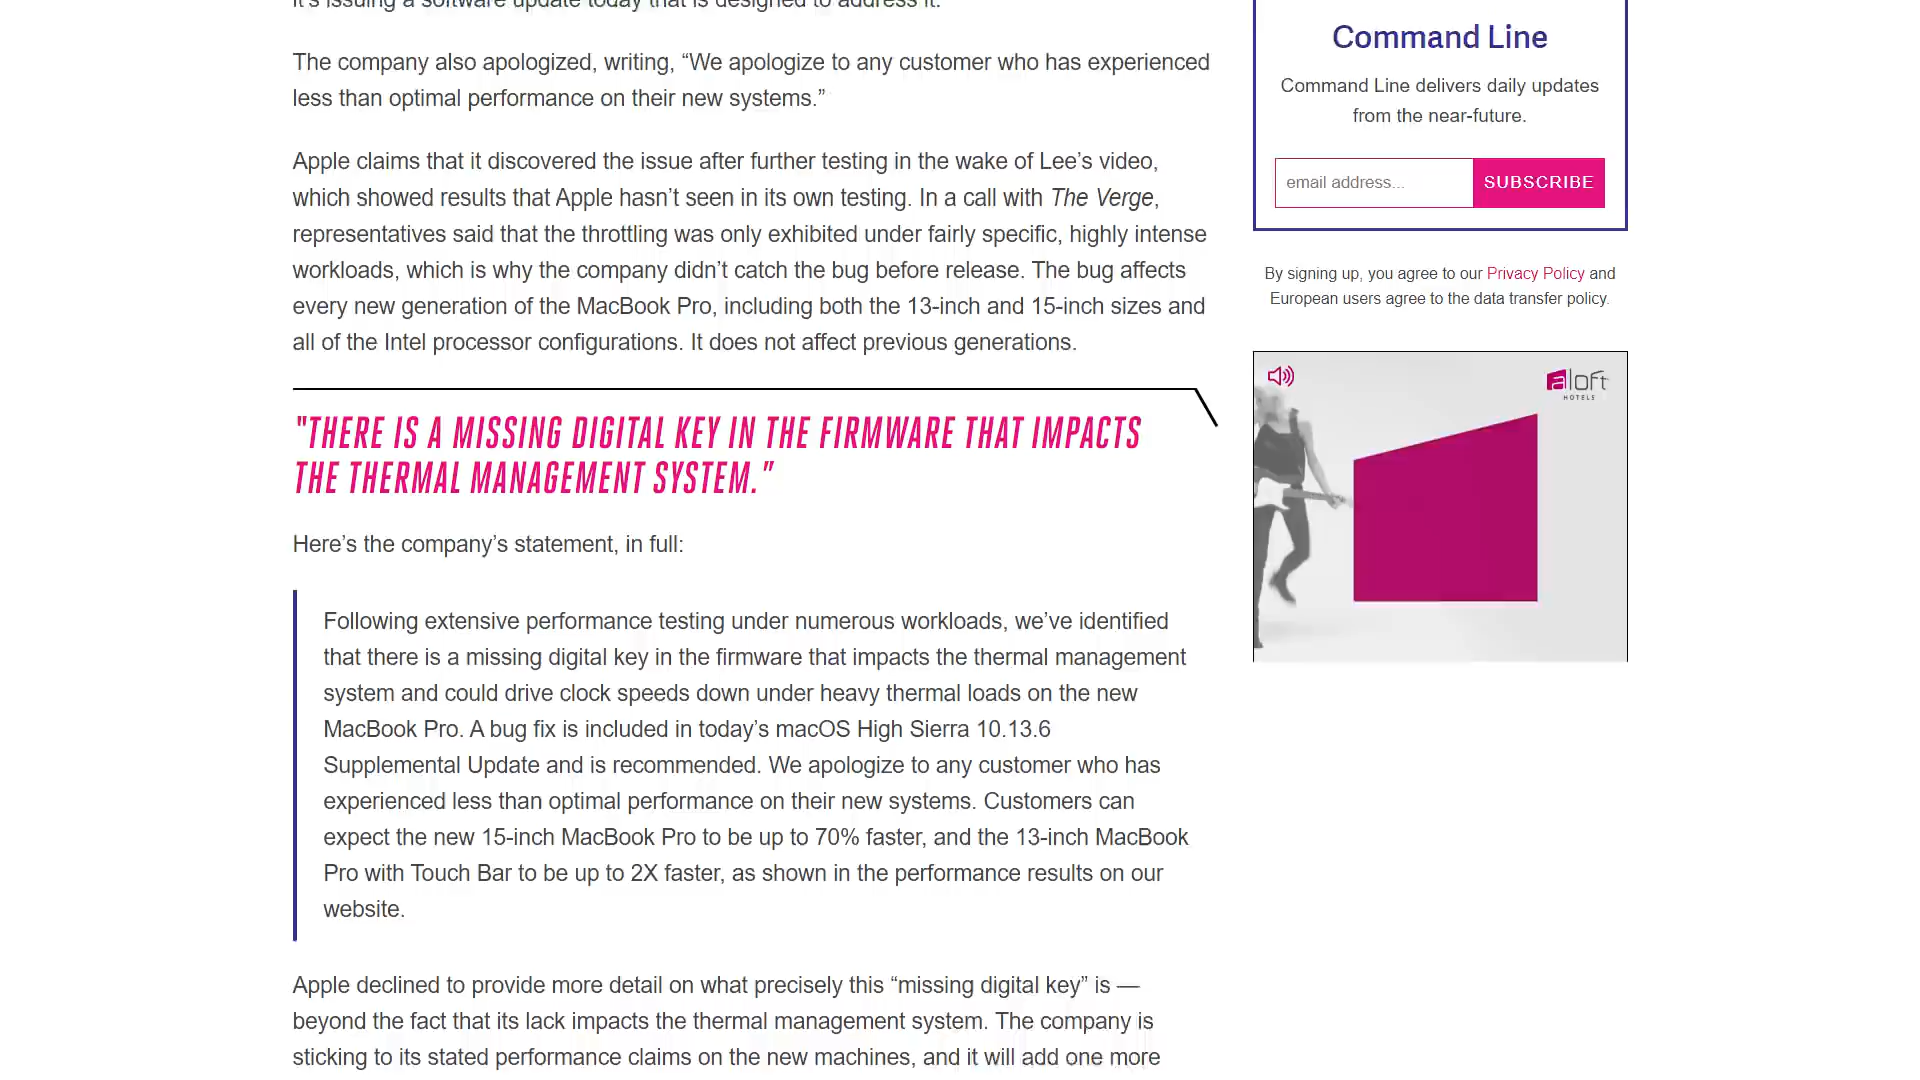 it's issuing a software update today that is designed to address it.
The company also apologized, writing, “We apologize to any customer who has experienced
less than optimal performance on their new systems.”
Apple claims that it discovered the issue after further testing in the wake of Lee’s video,
which showed results that Apple hasn’t seen in its own testing. In a call with The Verge,
representatives said that the throttling was only exhibited under fairly specific, highly intense
workloads, which is why the company didn’t catch the bug before release. The bug affects
every new generation of the MacBook Pro, including both the 13-inch and 15-inch sizes and
all of the Intel processor configurations. It does not affect previous generations.
"THERE IS A MISSING DIGITAL KEY IN THE FIRMWARE THAT IMPACTS
THE THERMAL MANAGEMENT SYSTEM."
Here’s the company’s statement, in full:
Following extensive performance testing under numerous workloads, we’ve identified
that there is a missing digital key in the firmware that impacts the thermal management
system and could drive clock speeds down under heavy thermal loads on the new
MacBook Pro. A bug fix is included in today’s macOS High Sierra 10.13.6
Supplemental Update and is recommended. We apologize to any customer who has
experienced less than optimal performance on their new systems. Customers can
expect the new 15-inch MacBook Pro to be up to 70% faster, and the 13-inch MacBook
Pro with Touch Bar to be up to 2X faster, as shown in the performance results on our
website.
Apple declined to provide more detail on what precisely this “missing digital key” is —
beyond the fact that its lack impacts the thermal management system. The company is
sticking to its stated performance claims on the new machines, and it will add one more
Command Line
Command Line delivers daily updates
from the near-future.
email address...
SUBSCRIBE
By signing up, you agree to our Privacy Policy and
European users agree to the data transfer policy.
aloft
HOTELS